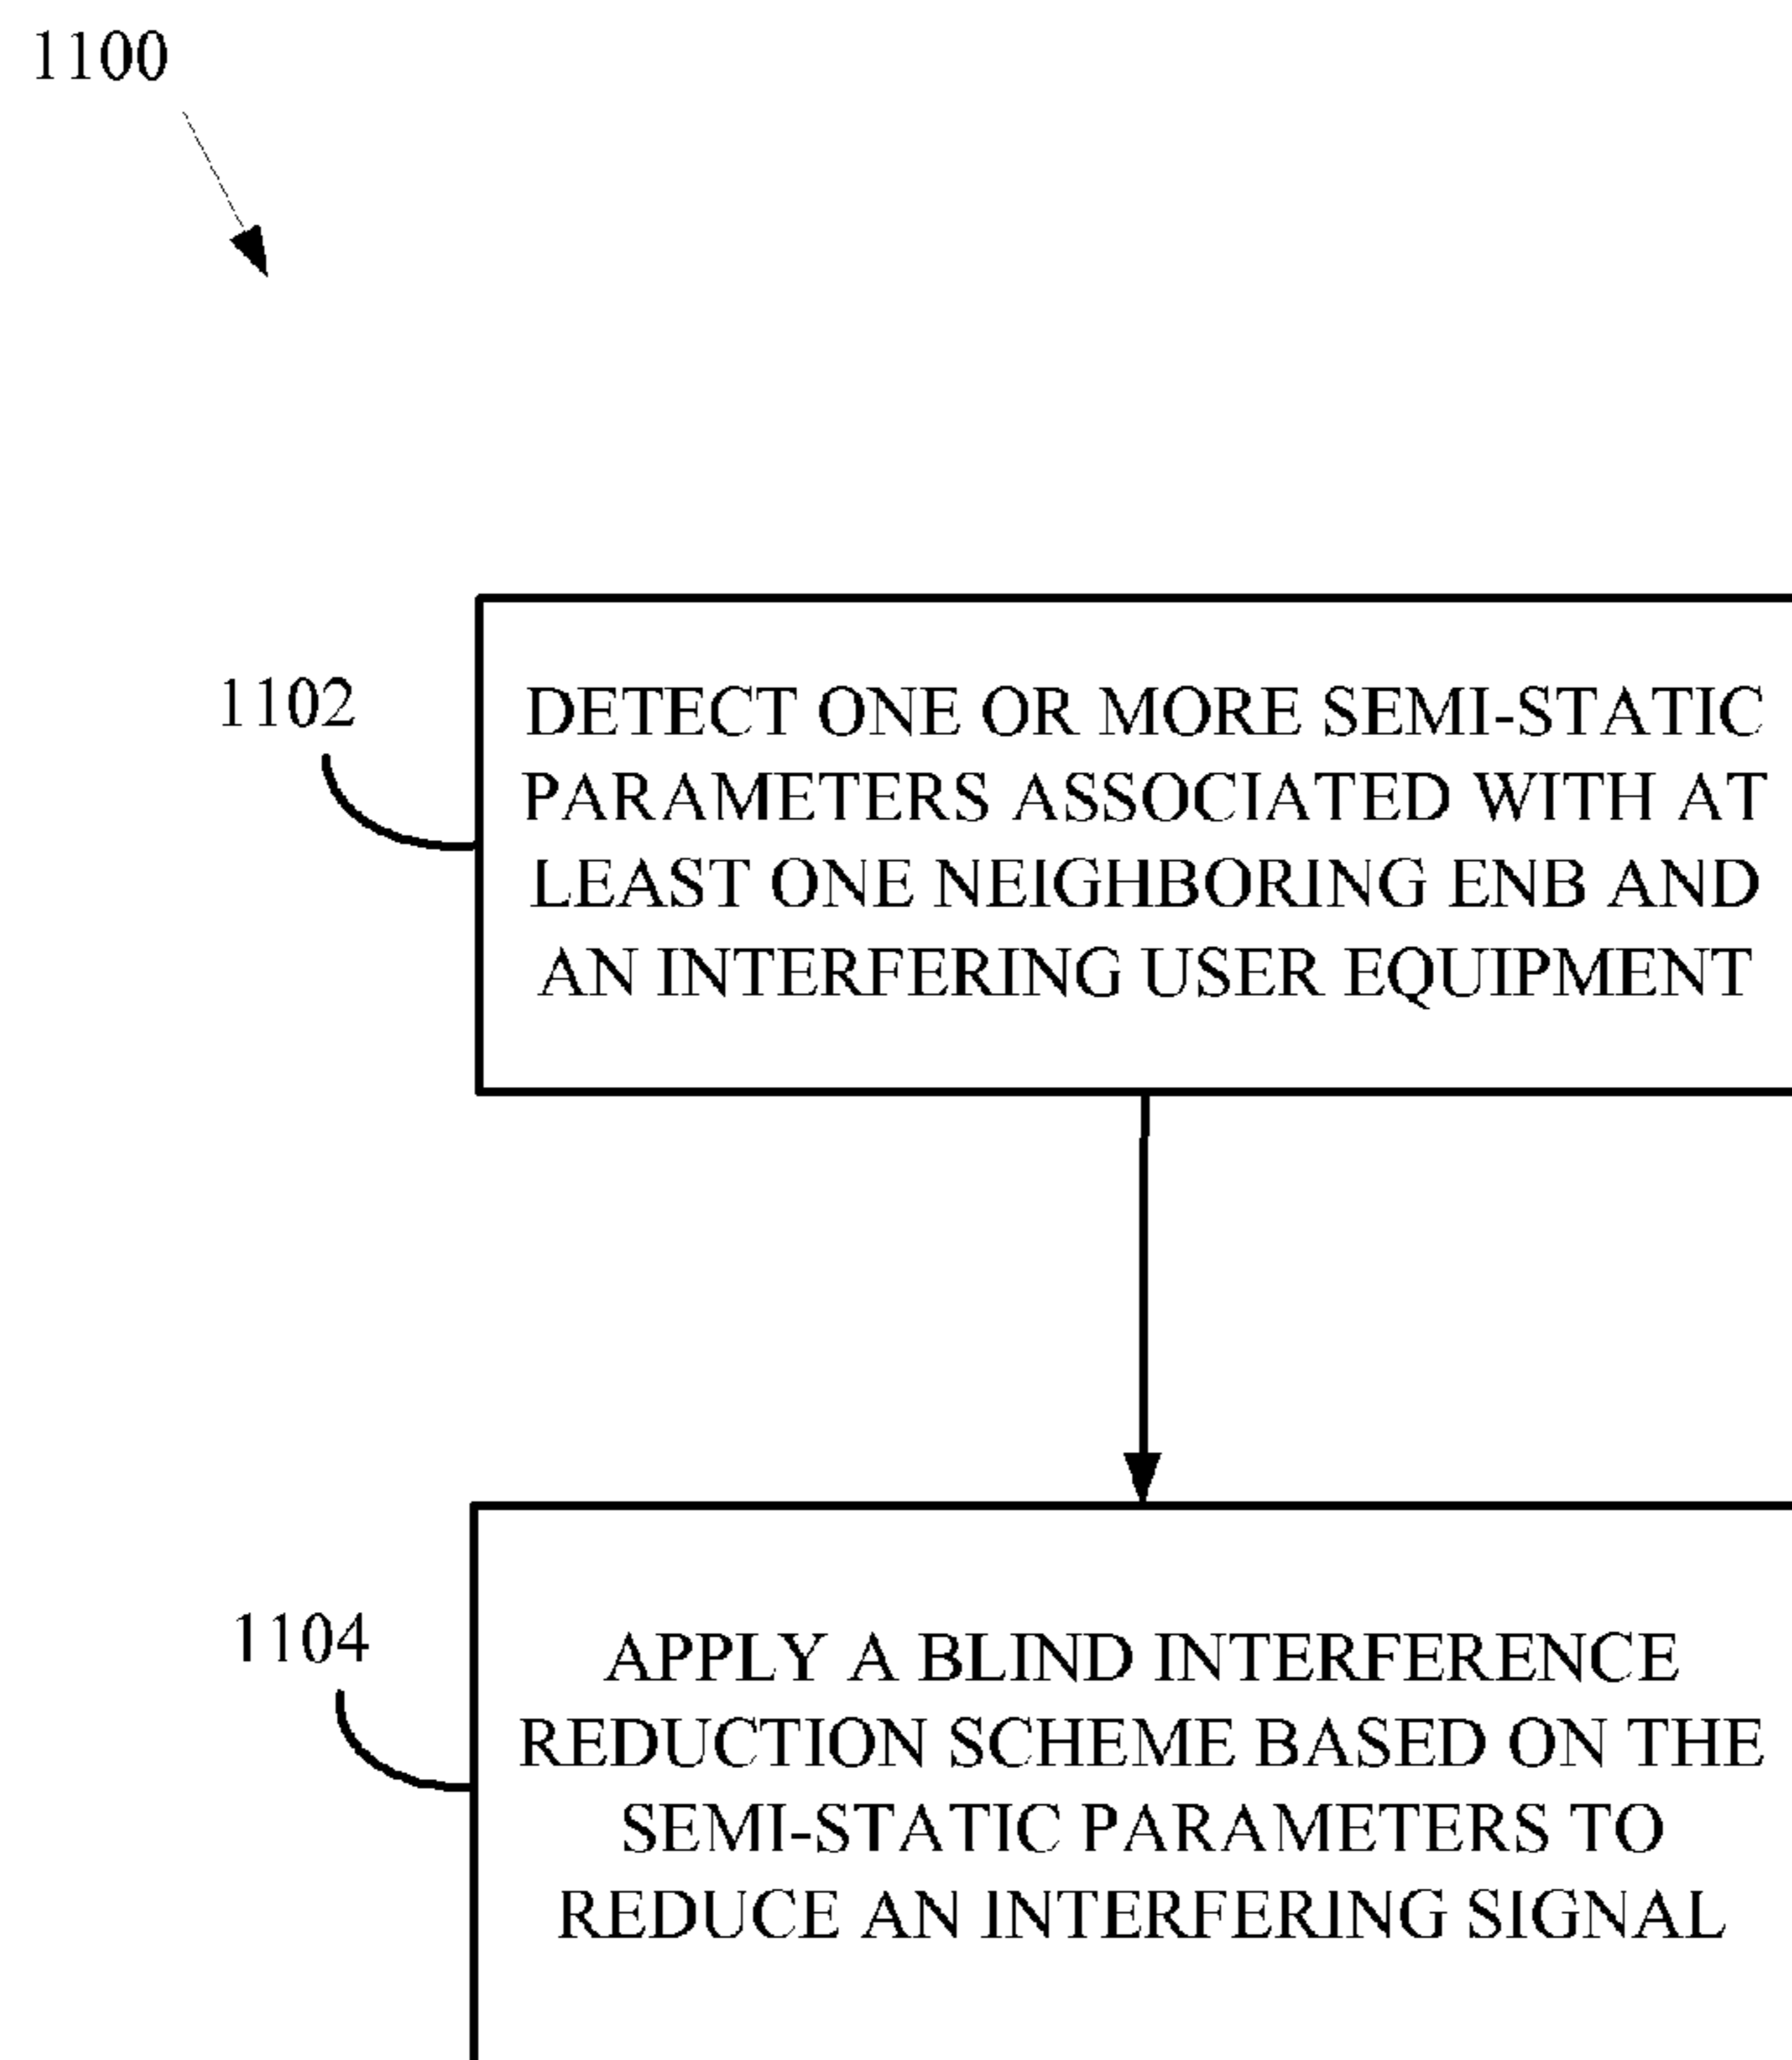 1100
1102
DETECT ONE OR MORE SEMI-STATIC
PARAMETERS ASSOCIATED WITH AT
LEAST ONE NEIGHBORING ENB AND
AN INTERFERING USER EQUIPMENT
1104
APPLY A BLIND INTERFERENCE
REDUCTION SCHEME BASED ON THE
SEMI-STATIC PARAMETERS TO
REDUCE AN INTERFERING SIGNAL